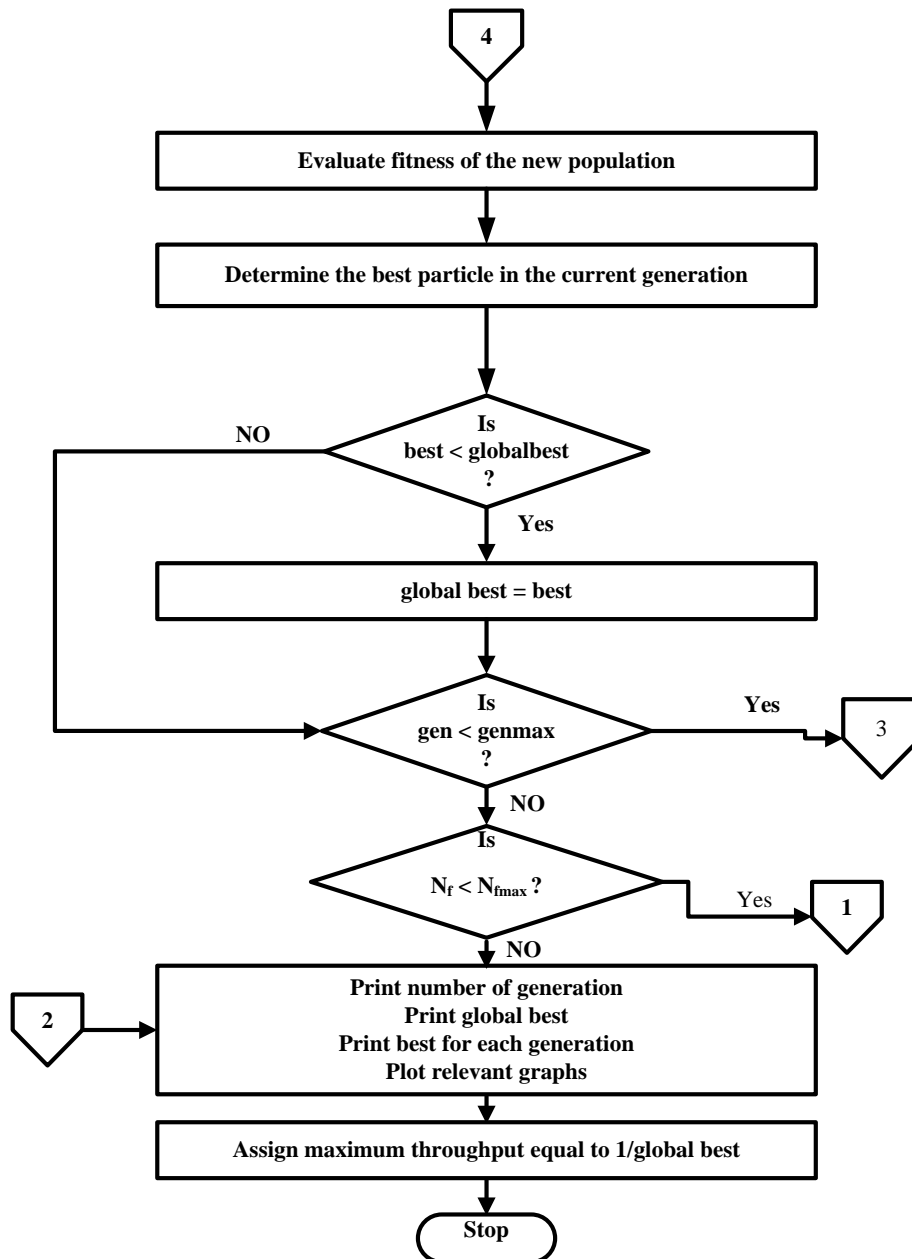 4
Evaluate fitness of the new population
Determine the best particle in the current generation
Is
best < globalbest
?
NO
Yes
global best = best
Is
gen < genmax
?
Yes
3
NO
Is
N_f < N_fmax ?
Yes
1
NO
2
Print number of generation
Print global best
Print best for each generation
Plot relevant graphs
Assign maximum throughput equal to 1/global best
Stop